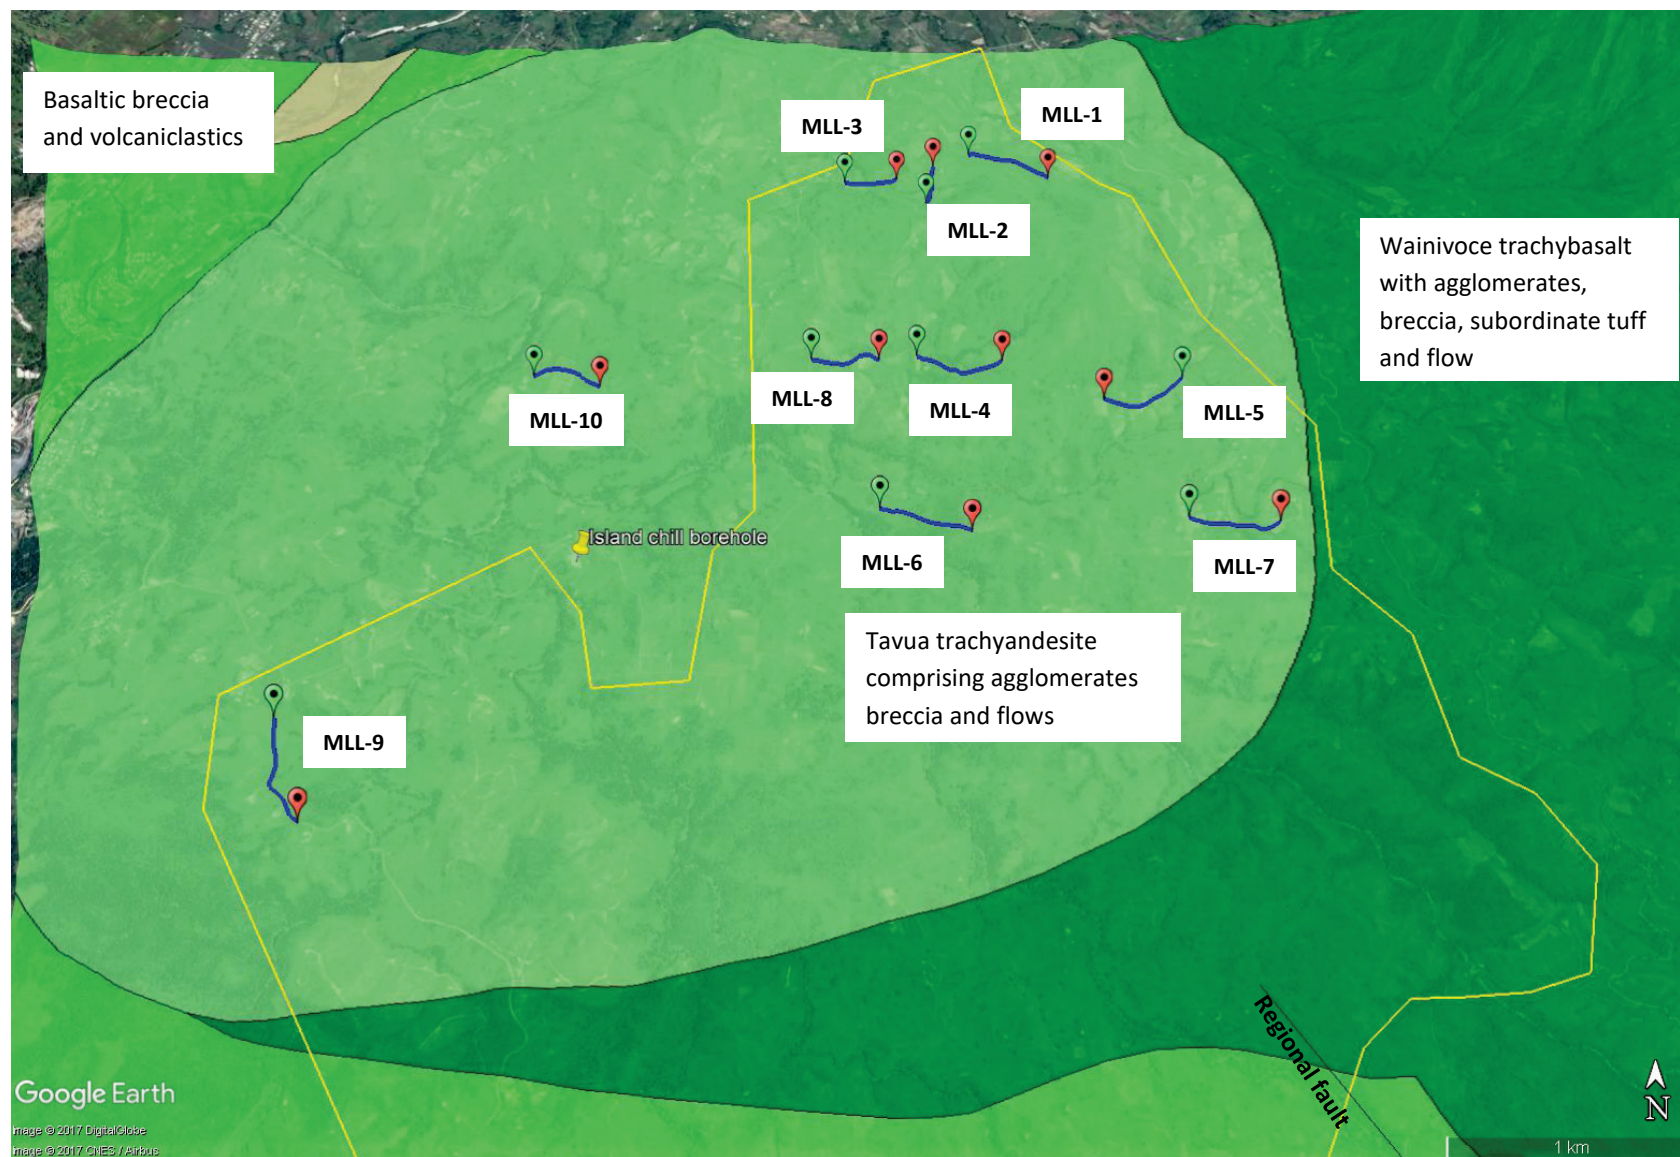 Basaltic breccia
and volcaniclastics
MLL-3
MLL-1
MLL-2
Wainivoce trachybasalt
with agglomerates,
breccia, subordinate tuff
and flow
MLL-10
MLL-8
MLL-4
MLL-5
Island chill borehole
MLL-6
MLL-7
Tavua trachyandesite
comprising agglomerates
breccia and flows
MLL-9
Regional fault
Google Earth
Image © 2017 DigitalGlobe
Image © 2017 CNES / Airbus
N
1 km